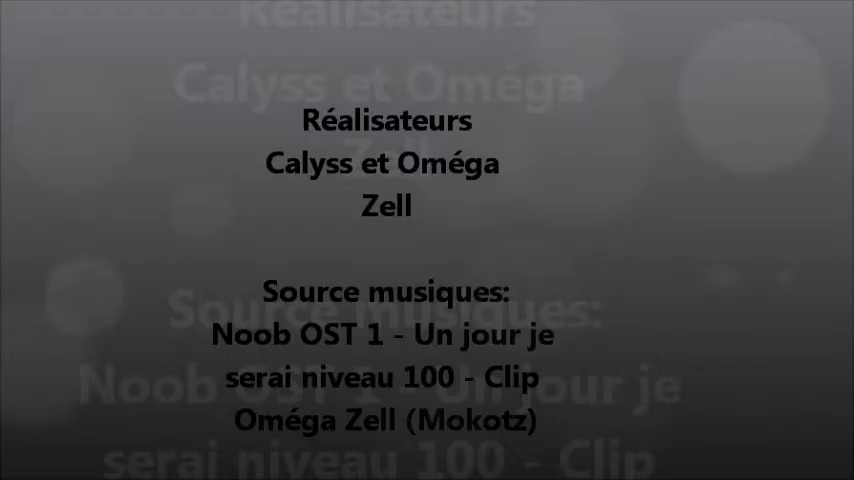 Réalisateurs
Calyss et Oméga
Zell
Source musiques:
Noob OST 1 - Un jour je
serai niveau 100 - Clip
Oméga Zell (Mokotz)